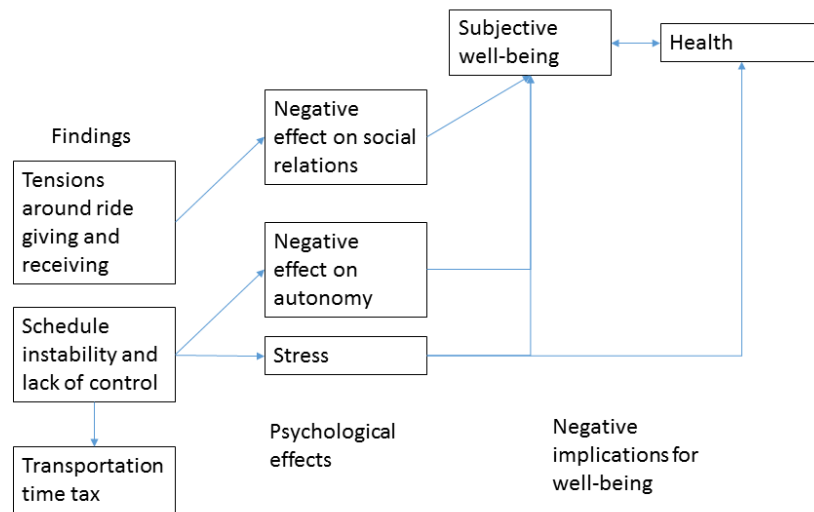 Findings
Tensions
around ride
giving and
receiving
Schedule
instability and
lack of control
Transportation
time tax
Negative
effect on social
relations
Negative
effect on
autonomy
Stress
Psychological
effects
Subjective
well-being
Health
Negative
implications for
well-being